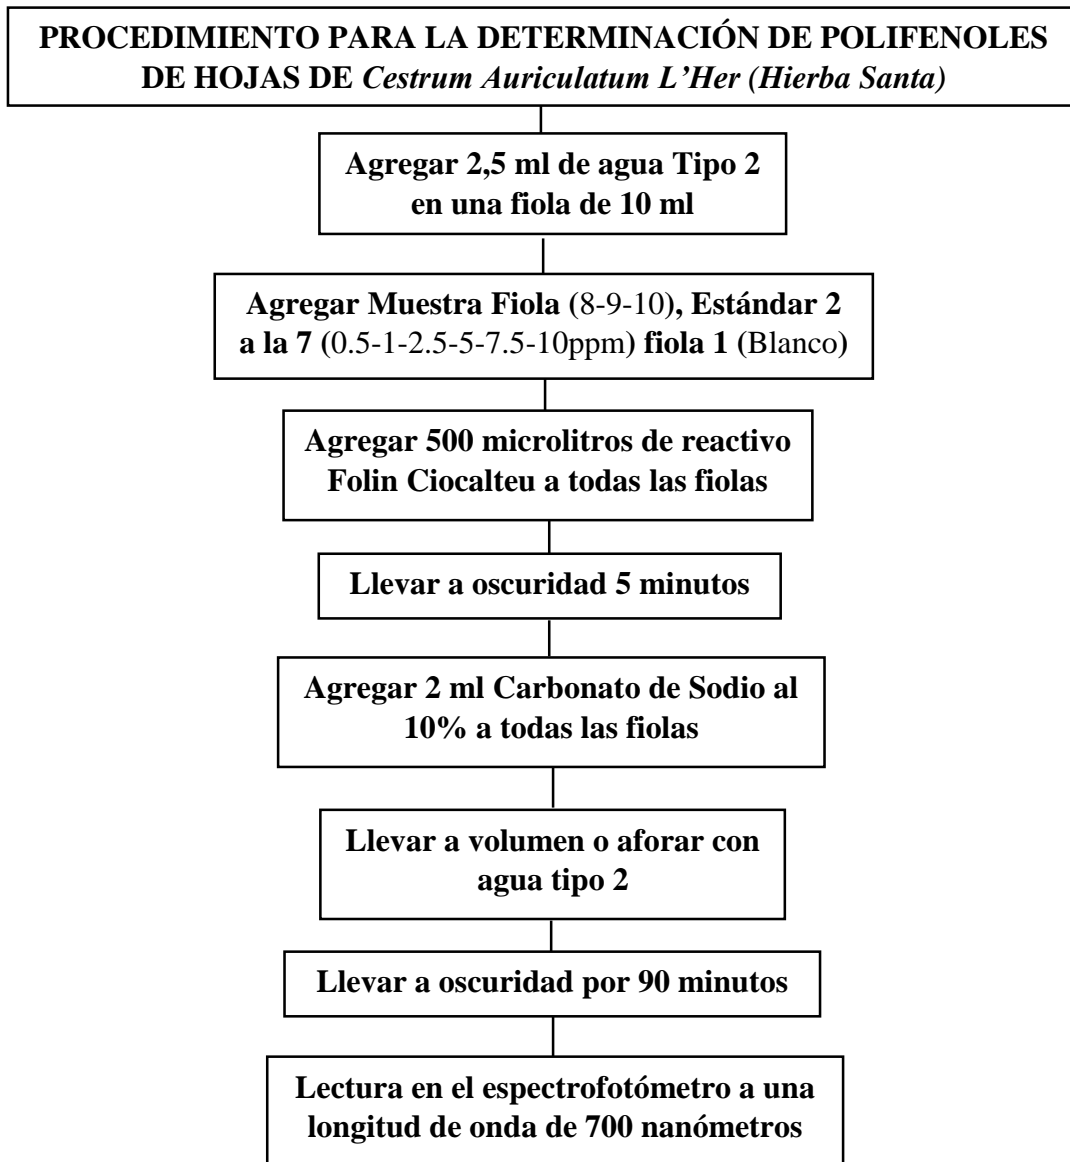 PROCEDIMIENTO PARA LA DETERMINACIÓN DE POLIFENOLES
DE HOJAS DE Cestrum Auriculatum L’Her (Hierba Santa)
Agregar 2,5 ml de agua Tipo 2
en una fiola de 10 ml
Agregar Muestra Fiola (8-9-10), Estándar 2
a la 7 (0.5-1-2.5-5-7.5-10ppm) fiola 1 (Blanco)
Agregar 500 microlitros de reactivo
Folin Ciocalteu a todas las fiolas
Llevar a oscuridad 5 minutos
Agregar 2 ml Carbonato de Sodio al
10% a todas las fiolas
Llevar a volumen o aforar con
agua tipo 2
Llevar a oscuridad por 90 minutos
Lectura en el espectrofotómetro a una
longitud de onda de 700 nanómetros